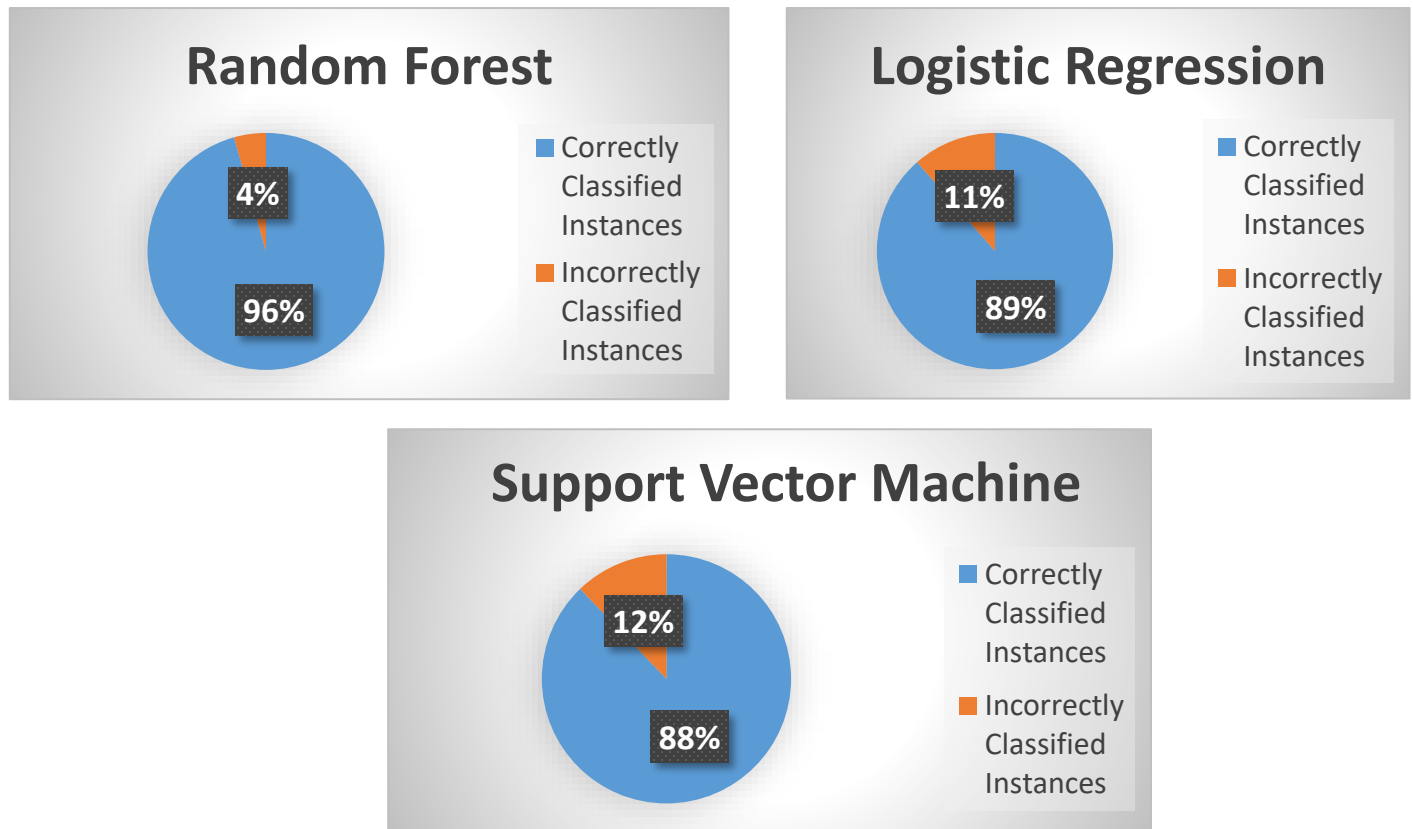 Random Forest
4%
96%
Correctly
Classified
Instances
Incorrectly
Classified
Instances
Logistic Regression
11%
89%
Correctly
Classified
Instances
Incorrectly
Classified
Instances
Support Vector Machine
12%
88%
Correctly
Classified
Instances
Incorrectly
Classified
Instances